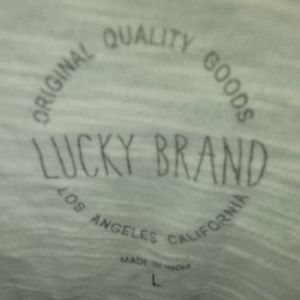 ORIGINAL QUALITY GOODS
LUCKY BRAND
LOS ANGELES CALIFORNIA
MADE IN INDIA
L